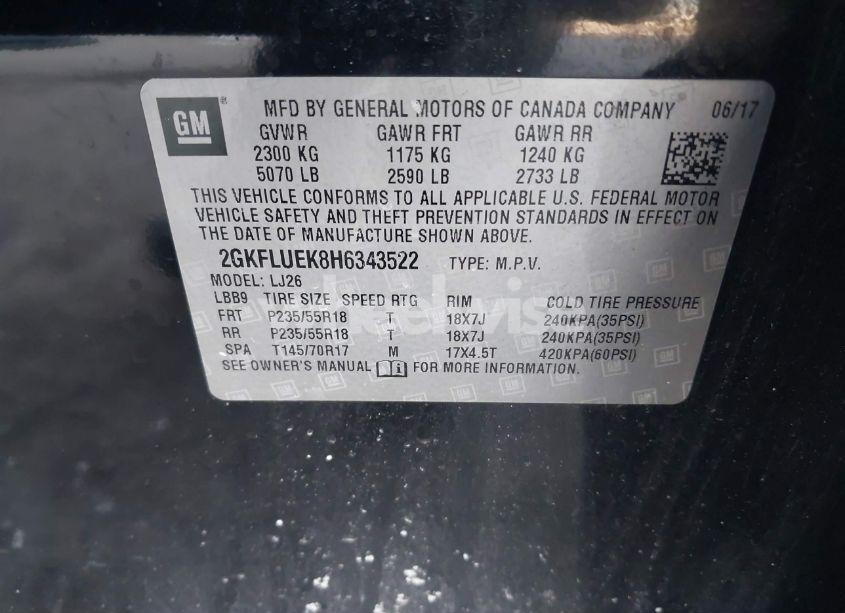 GM ® MFD BY GENERAL MOTORS OF CANADA COMPANY 06/17
GVWR GAWR FRT GAWR RR
2300 KG 1175 KG 1240 KG
5070 LB 2590 LB 2733 LB
THIS VEHICLE CONFORMS TO ALL APPLICABLE U.S. FEDERAL MOTOR
VEHICLE SAFETY AND THEFT PREVENTION STANDARDS IN EFFECT ON
THE DATE OF MANUFACTURE SHOWN ABOVE.
2GKFLUEK8H6343522 TYPE: M.P.V.
MODEL: LJ26
LBB9 TIRE SIZE SPEED RTG RIM COLD TIRE PRESSURE
FRT P235/55R18 T 18X7J 240KPA(35PSI)
RR P235/55R18 T 18X7J 240KPA(35PSI)
SPA T145/70R17 M 17X4.5T 420KPA(60PSI)
SEE OWNER'S MANUAL FOR MORE INFORMATION.